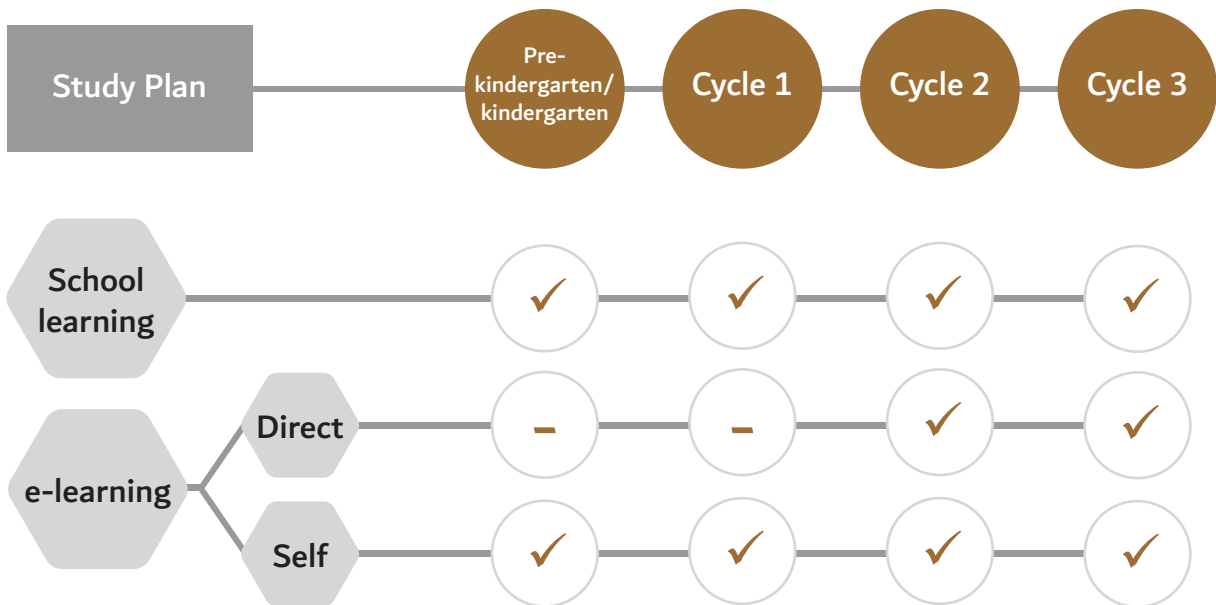 Study Plan
Pre-
kindergarten/
kindergarten
Cycle 1
Cycle 2
Cycle 3
School
learning
✓ ✓ ✓ ✓
e-learning
Direct
- - ✓ ✓
Self
✓ ✓ ✓ ✓